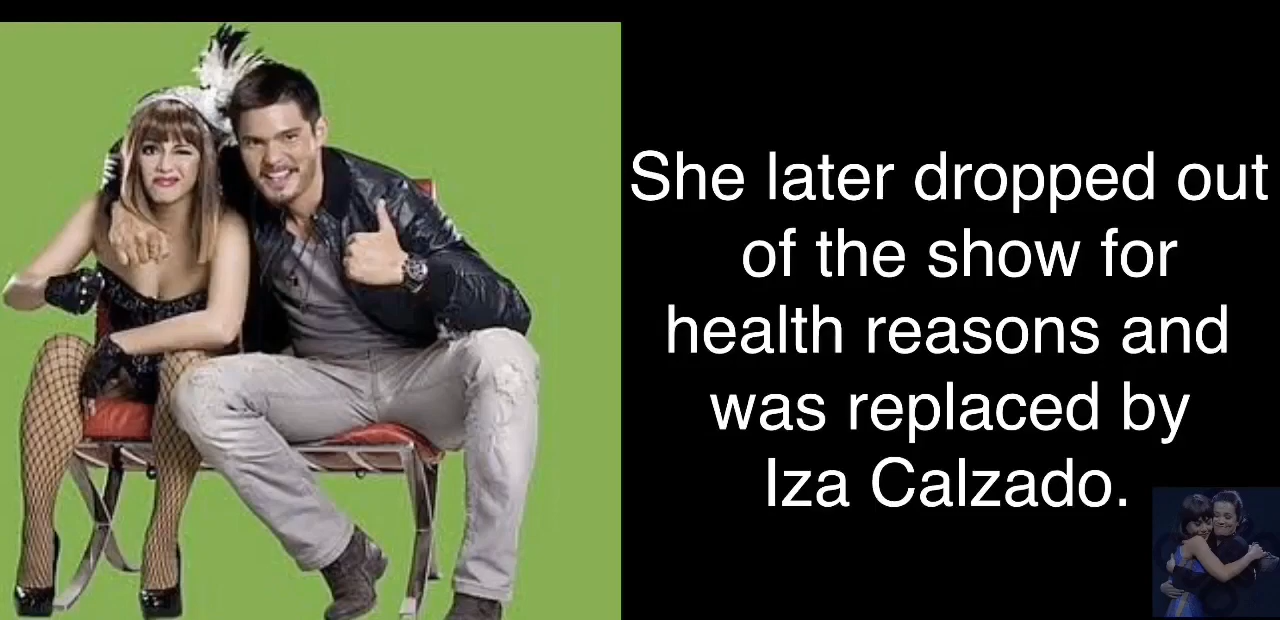 She later dropped out
of the show for
health reasons and
was replaced by
Iza Calzado.